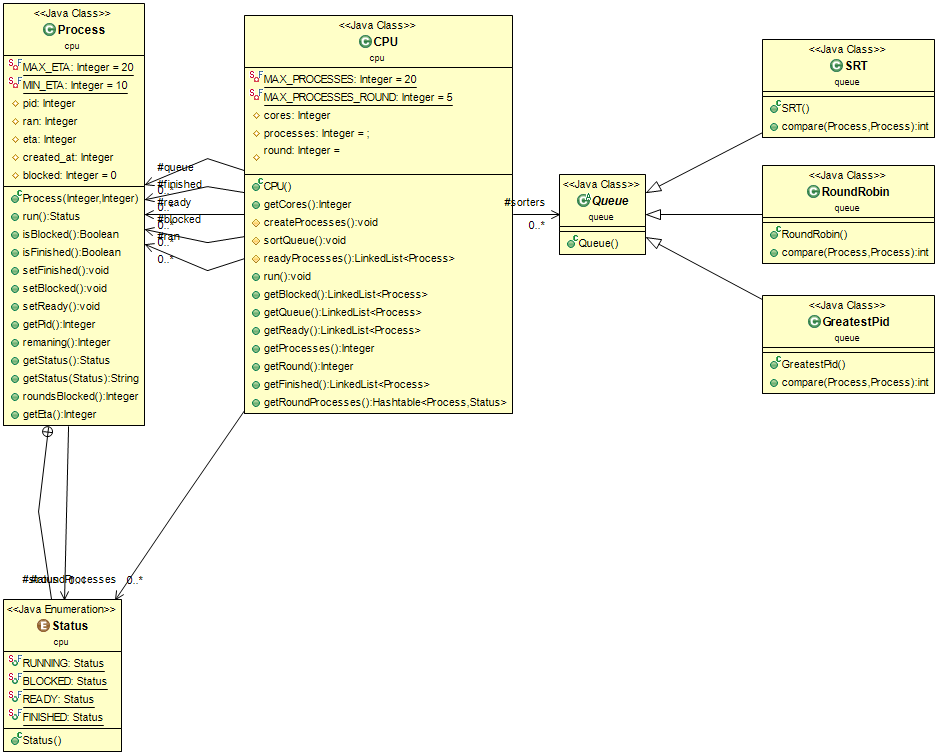 <<Java Class>>
Process
cpu
MAX_ETA: Integer = 20
MIN_ETA: Integer = 10
pid: Integer
ran: Integer
eta: Integer
created_at: Integer
blocked: Integer = 0
Process(Integer,Integer)
run():Status
isBlocked():Boolean
isFinished():Boolean
setFinished():void
setBlocked():void
setReady():void
getPid():Integer
remaning():Integer
getStatus():Status
getStatus(Status):String
roundsBlocked():Integer
getEta():Integer
#queue
0..*
#finished
0..*
#ready
0..*
#blocked
0..*
#ran
0..*
<<Java Class>>
CPU
cpu
MAX_PROCESSES: Integer = 20
MAX_PROCESSES_ROUND: Integer = 5
cores: Integer
processes: Integer = ;
round: Integer =
CPU()
getCores():Integer
createProcesses():void
sortQueue():void
readyProcesses():LinkedList<Process>
run():void
getBlocked():LinkedList<Process>
getQueue():LinkedList<Process>
getReady():LinkedList<Process>
getProcesses():Integer
getRound():Integer
getFinished():LinkedList<Process>
getRoundProcesses():Hashtable<Process,Status>
#sorters
0..*
<<Java Class>>
Queue
queue
Queue()
<<Java Class>>
SRT
queue
SRT()
compare(Process,Process):int
<<Java Class>>
RoundRobin
queue
RoundRobin()
compare(Process,Process):int
<<Java Class>>
GreatestPid
queue
GreatestPid()
compare(Process,Process):int
#status
0..1
#roundProcesses
0..*
<<Java Enumeration>>
Status
cpu
RUNNING: Status
BLOCKED: Status
READY: Status
FINISHED: Status
Status()